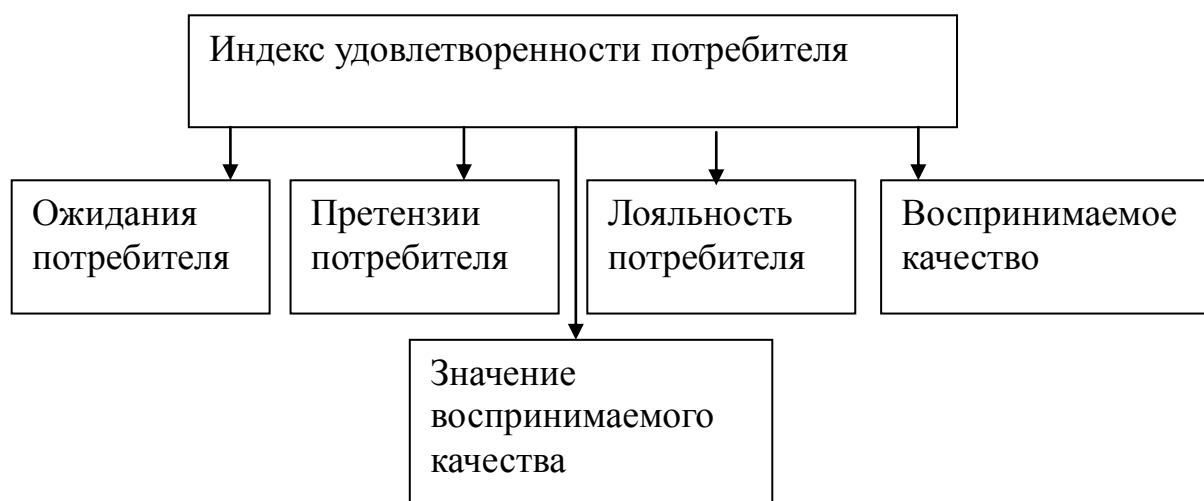 Индекс удовлетворенности потребителя
Ожидания
потребителя
Претензии
потребителя
Лояльность
потребителя
Воспринимаемое
качество
Значение
воспринимаемого
качества